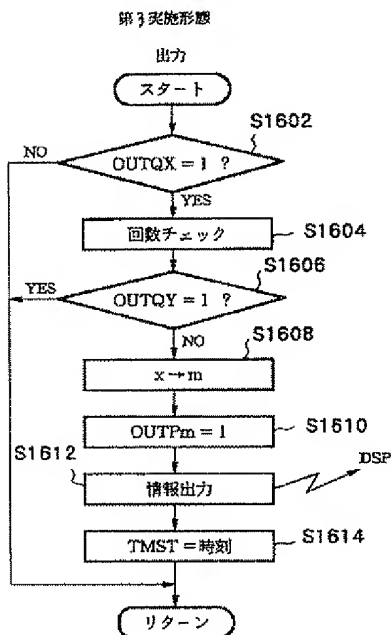 第3実施形態
出力
スタート
S1602
NO
OUTQX = 1 ?
YES
回数チェック
S1604
S1606
YES
OUTQY = 1 ?
NO
S1608
x→m
OUTPm = 1
S1610
S1612
情報出力
DSP
TMST = 時刻
S1614
リターン